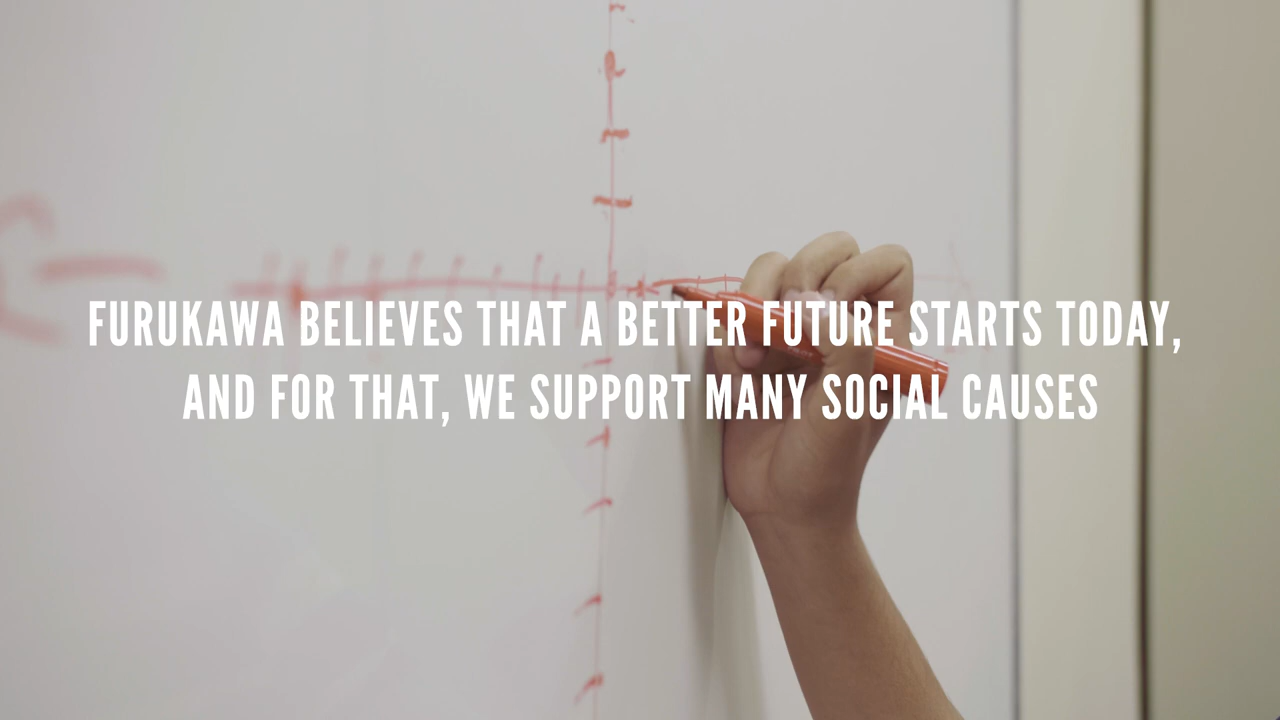 FURUKAWA BELIEVES THAT A BETTER FUTURE STARTS TODAY,
AND FOR THAT, WE SUPPORT MANY SOCIAL CAUSES